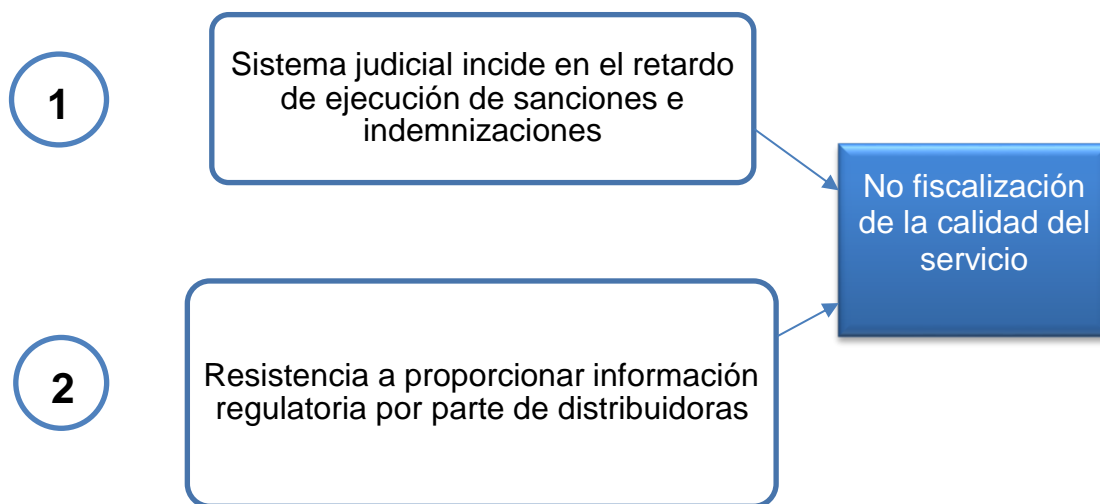 1
Sistema judicial incide en el retardo
de ejecución de sanciones e
indemnizaciones
No fiscalización
de la calidad del
servicio
2
Resistencia a proporcionar información
regulatoria por parte de distribuidoras